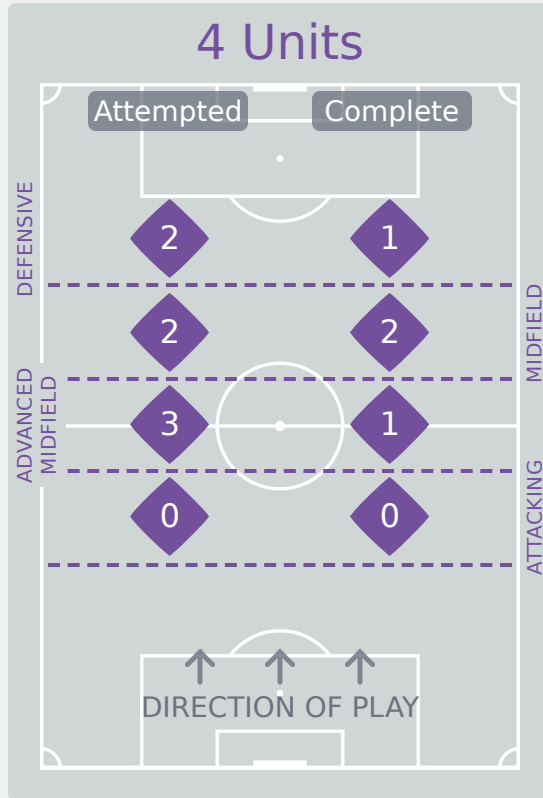 4 Units
Attempted Complete
DEFENSIVE
2 1
MIDFIELD
2 2
ADVANCED
MIDFIELD
3 1
ATTACKING
0 0
DIRECTION OF PLAY